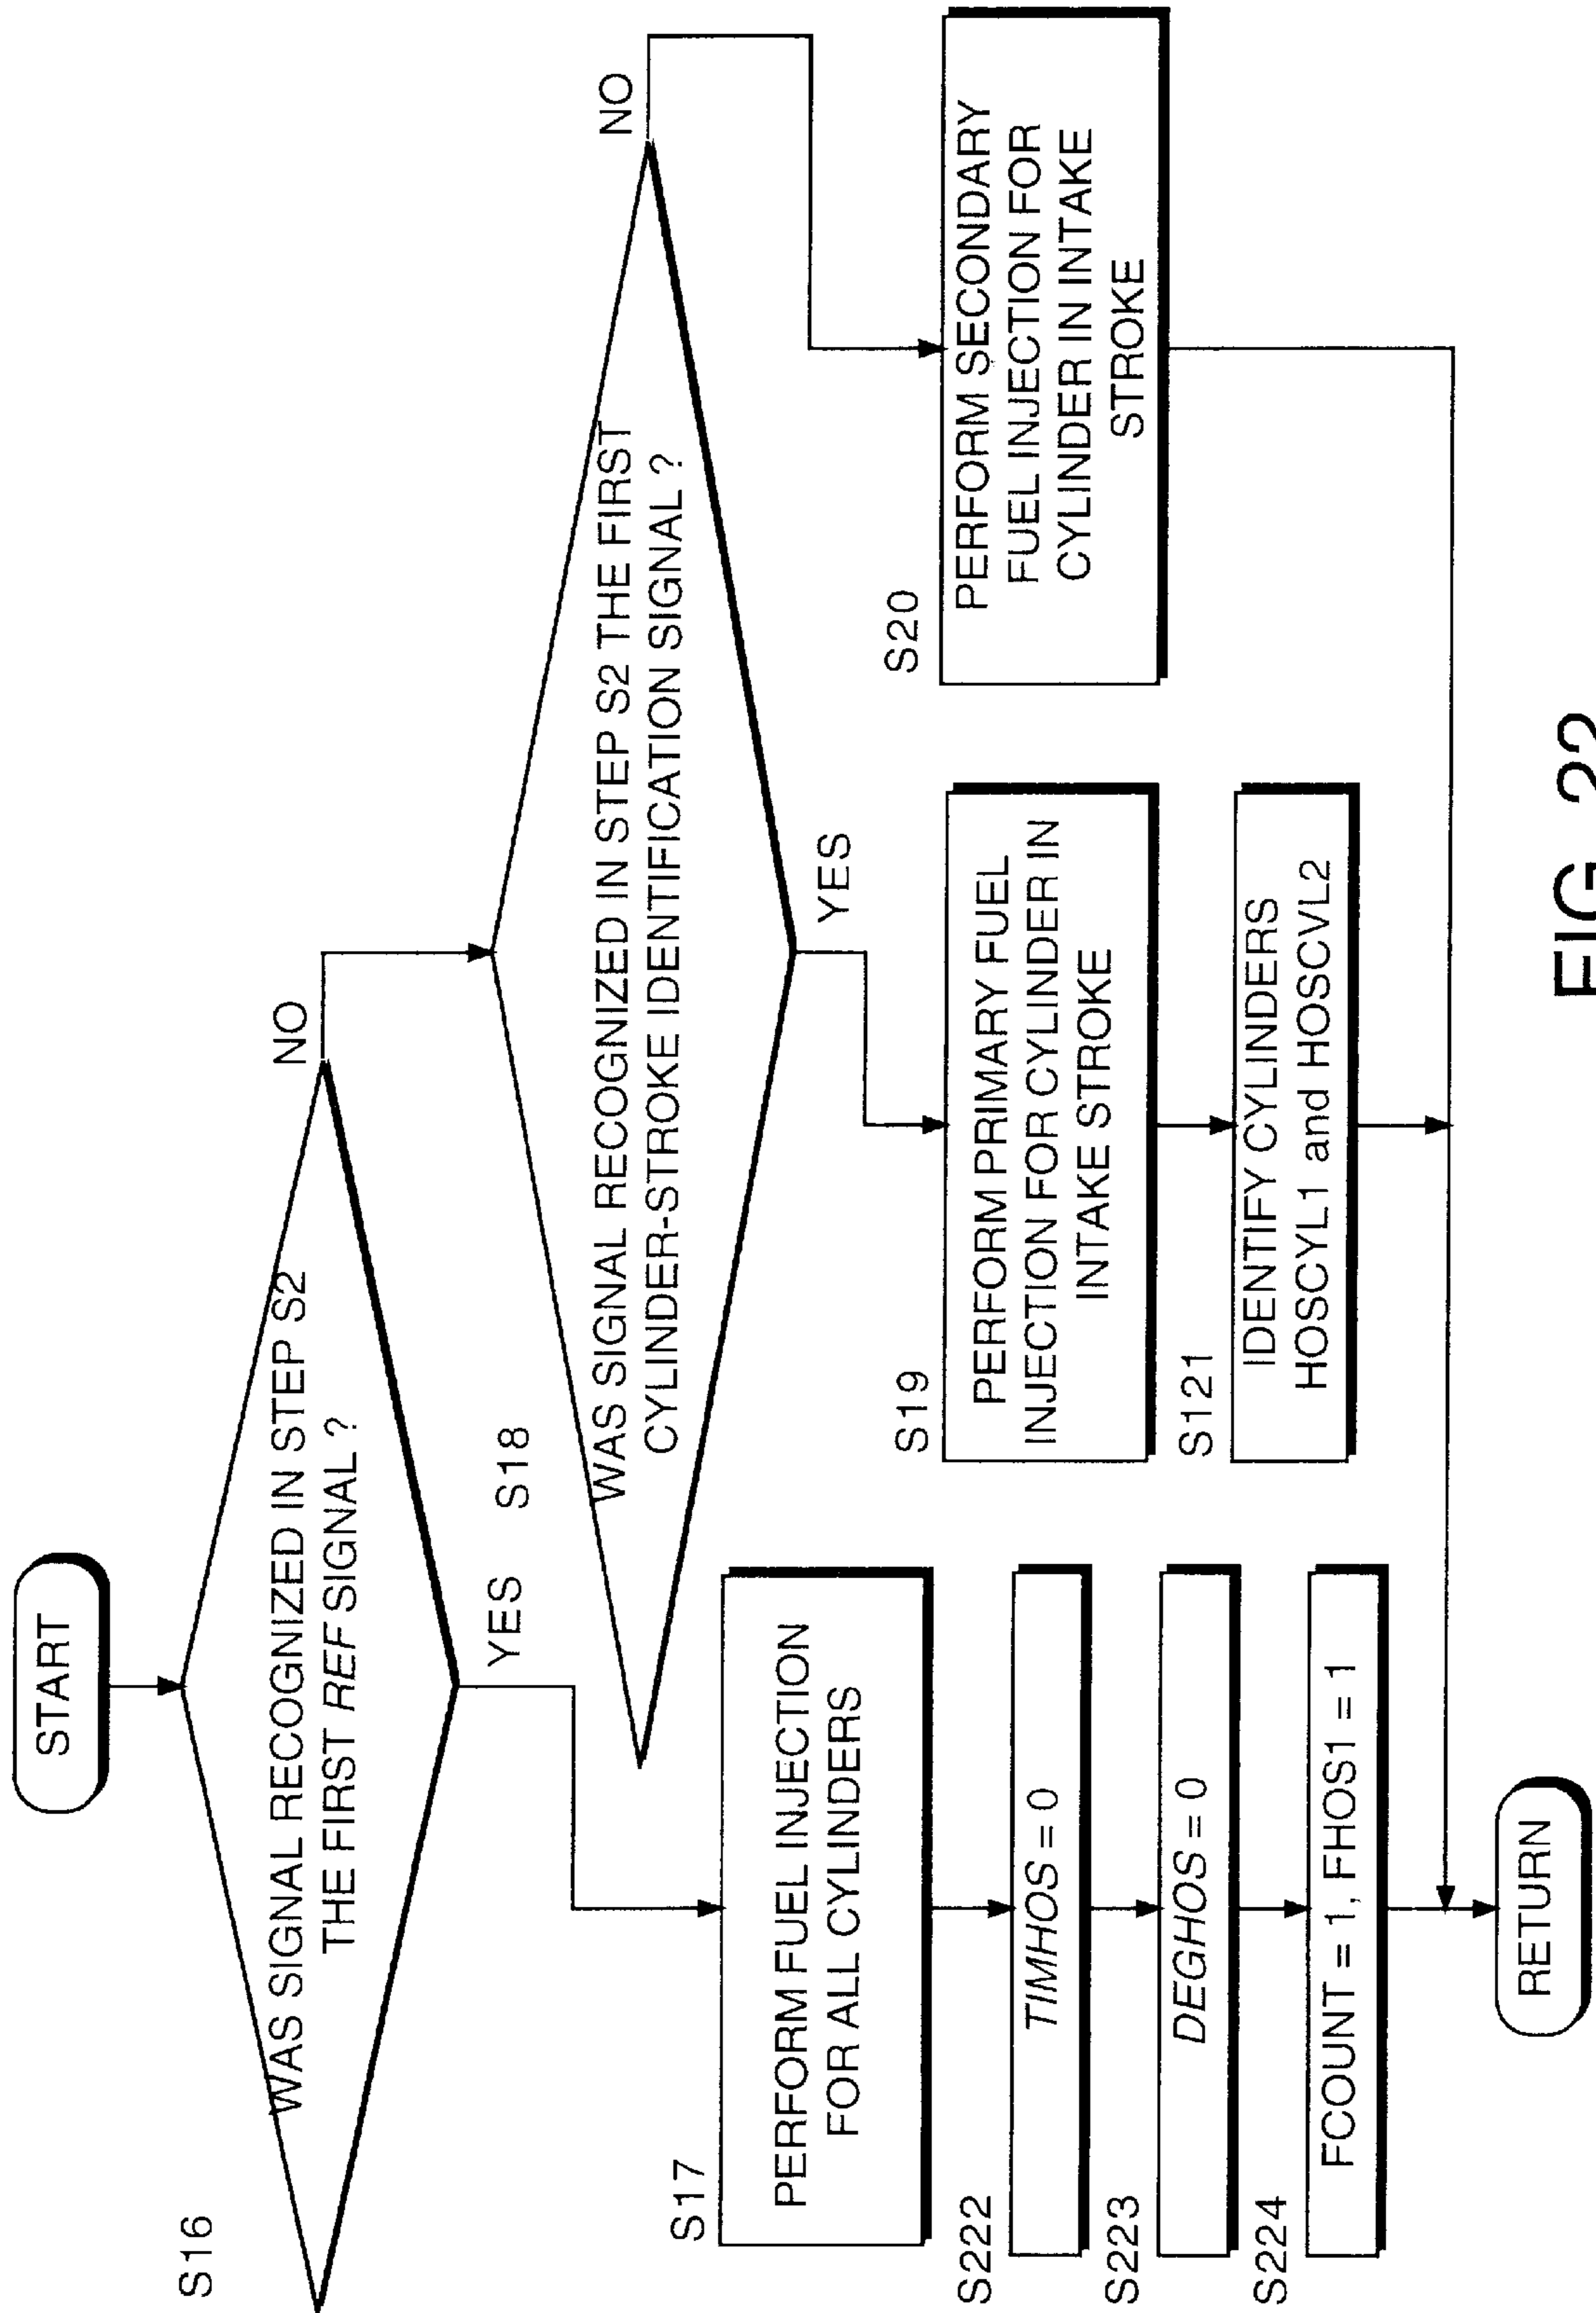 START
S16
WAS SIGNAL RECOGNIZED IN STEP S2
THE FIRST REF SIGNAL ?
NO
YES
S18
WAS SIGNAL RECOGNIZED IN STEP S2 THE FIRST
CYLINDER-STROKE IDENTIFICATION SIGNAL ?
NO
YES
S17
PERFORM FUEL INJECTION
FOR ALL CYLINDERS
S222
TIMHOS = 0
S223
DEGHOS = 0
S224
FCOUNT = 1, FHOS1 = 1
S19
PERFORM PRIMARY FUEL
INJECTION FOR CYLINDER IN
INTAKE STROKE
S121
IDENTIFY CYLINDERS
HOSCYL1 and HOSCVL2
S20
PERFORM SECONDARY
FUEL INJECTION FOR
CYLINDER IN INTAKE
STROKE
RETURN
FIG. 22